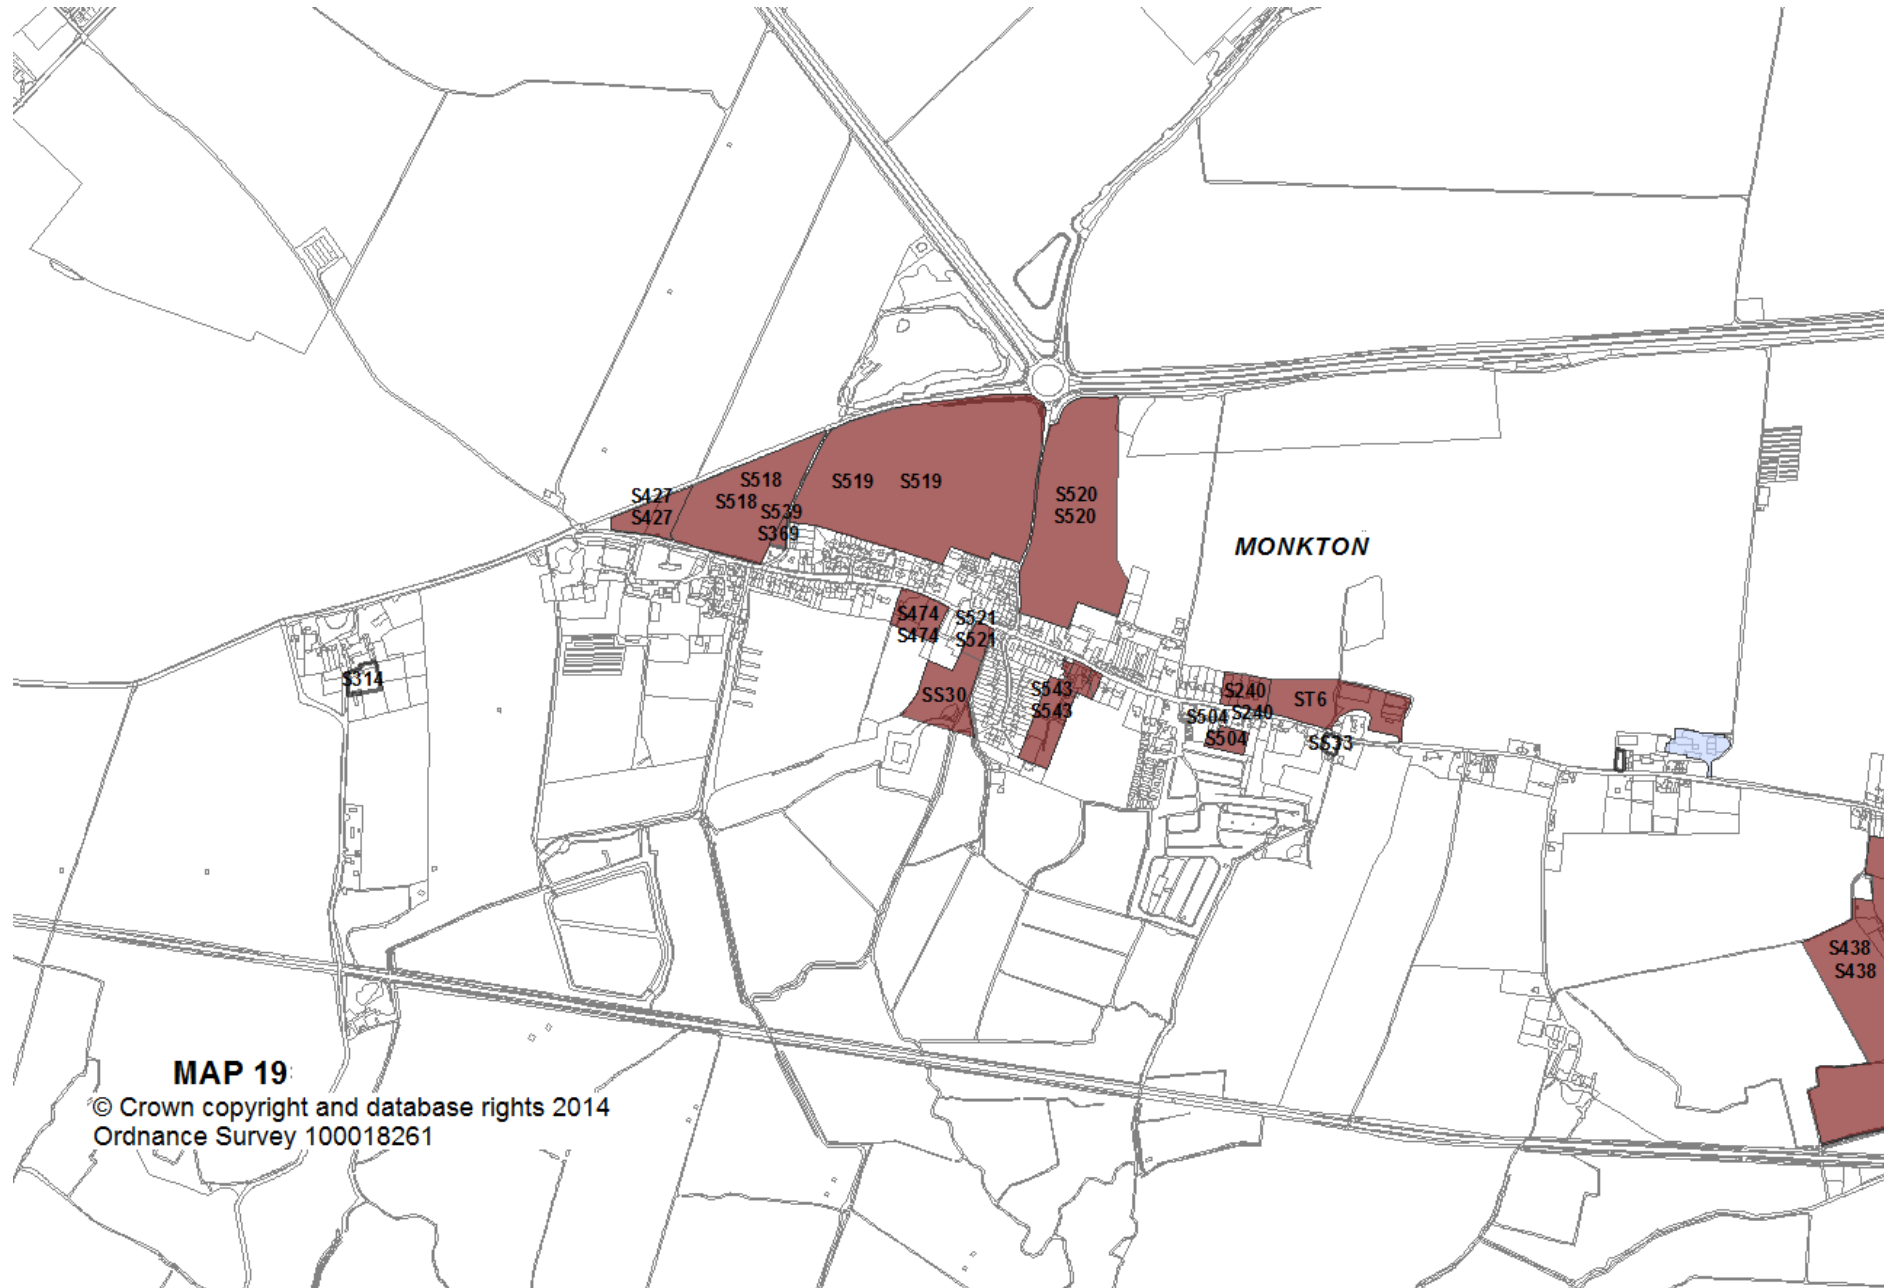 S518
S519 S519
S427
S518
S520
S427
S539
S520
S369
MONKTON
S474
S521
S474
S521
S314
SS30
S543
S240
ST6
S543
S504
S240
S504
SS33
S438
S438
MAP 19
© Crown copyright and database rights 2014
Ordnance Survey 100018261